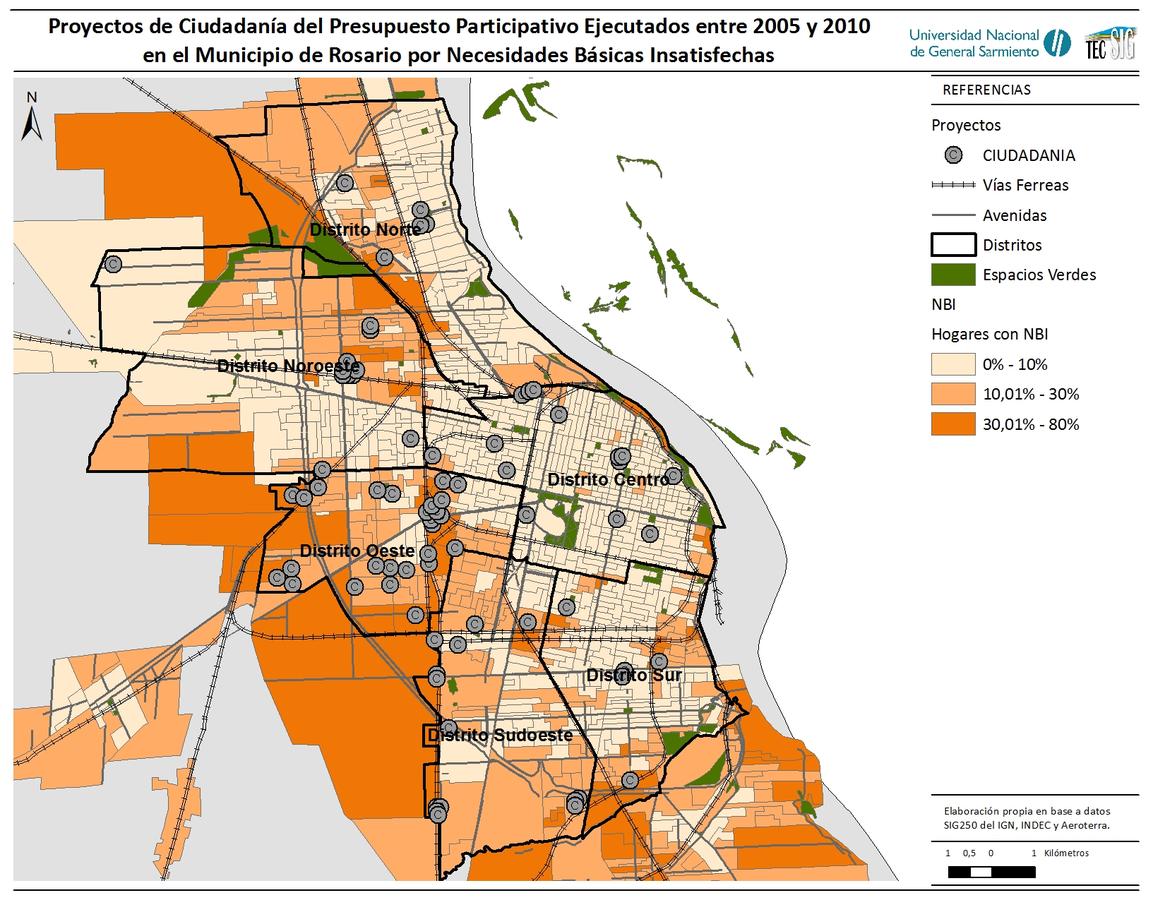 Proyectos de Ciudadanía del Presupuesto Participativo Ejecutados entre 2005 y 2010
en el Municipio de Rosario por Necesidades Básicas Insatisfechas
Universidad Nacional
de General Sarmiento
TEC SIG
N
REFERENCIAS
Proyectos
C CIUDADANIA
Vías Ferreas
Avenidas
Distritos
Espacios Verdes
NBI
Hogares con NBI
0% - 10%
10,01% - 30%
30,01% - 80%
Distrito Norte
Distrito Noroeste
Distrito Centro
Distrito Oeste
Distrito Sur
Distrito Sudoeste
Elaboración propia en base a datos
SIG250 del IGN, INDEC y Aeroterra.
1 0,5 0 1 Kilómetros